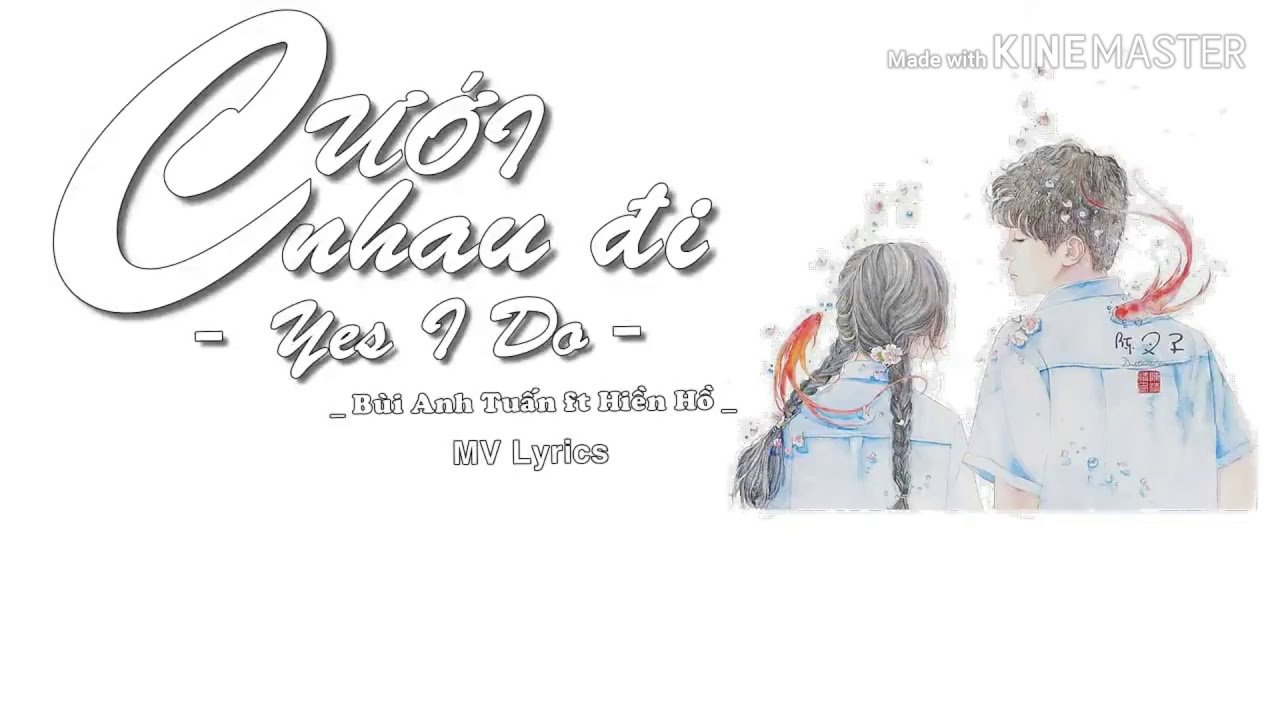 Made with KINEMASTER
Cưới
nhau đi
- Yes I Do -
_ Bùi Anh Tuấn ft Hiền Hồ _
MV Lyrics